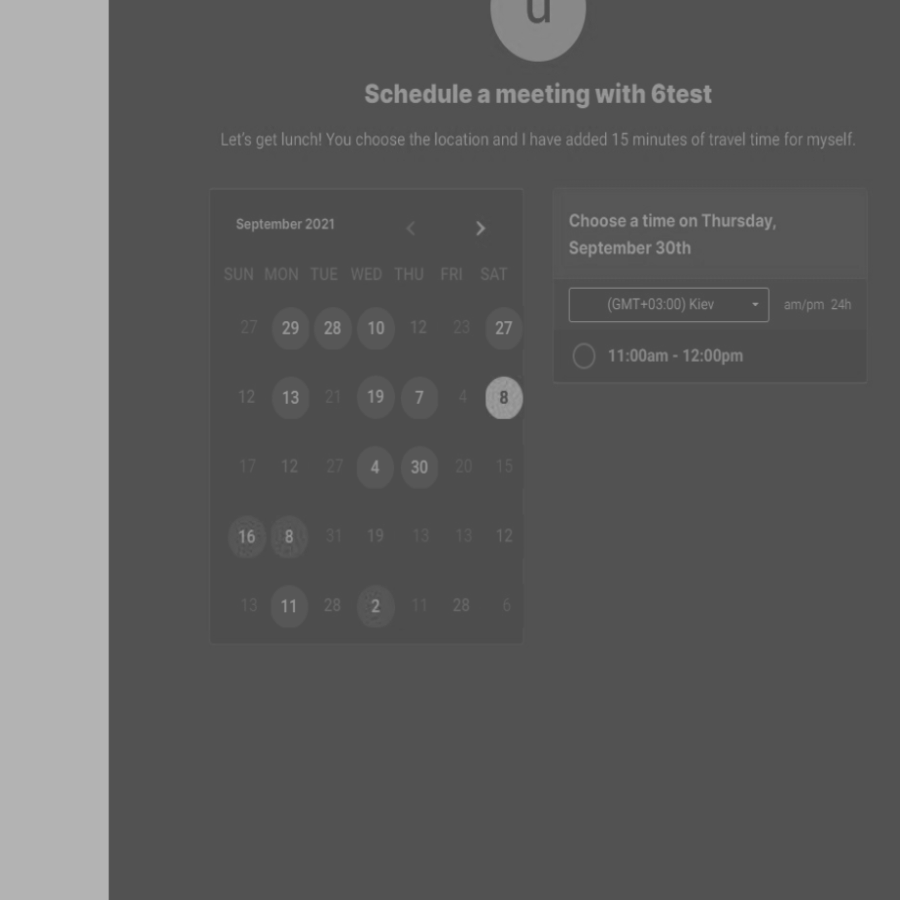 u
Schedule a meeting with 6test
Let's get lunch! You choose the location and I have added 15 minutes of travel time for myself.
September 2021
SUN MON TUE WED THU FRI SAT
27 29 28 10 12 23 27
12 13 21 19 7 4 8
17 12 27 4 30 20 15
16 8 31 19 13 13 12
13 11 28 2 11 28 6
Choose a time on Thursday,
September 30th
(GMT+03:00) Kiev am/pm 24h
11:00am - 12:00pm